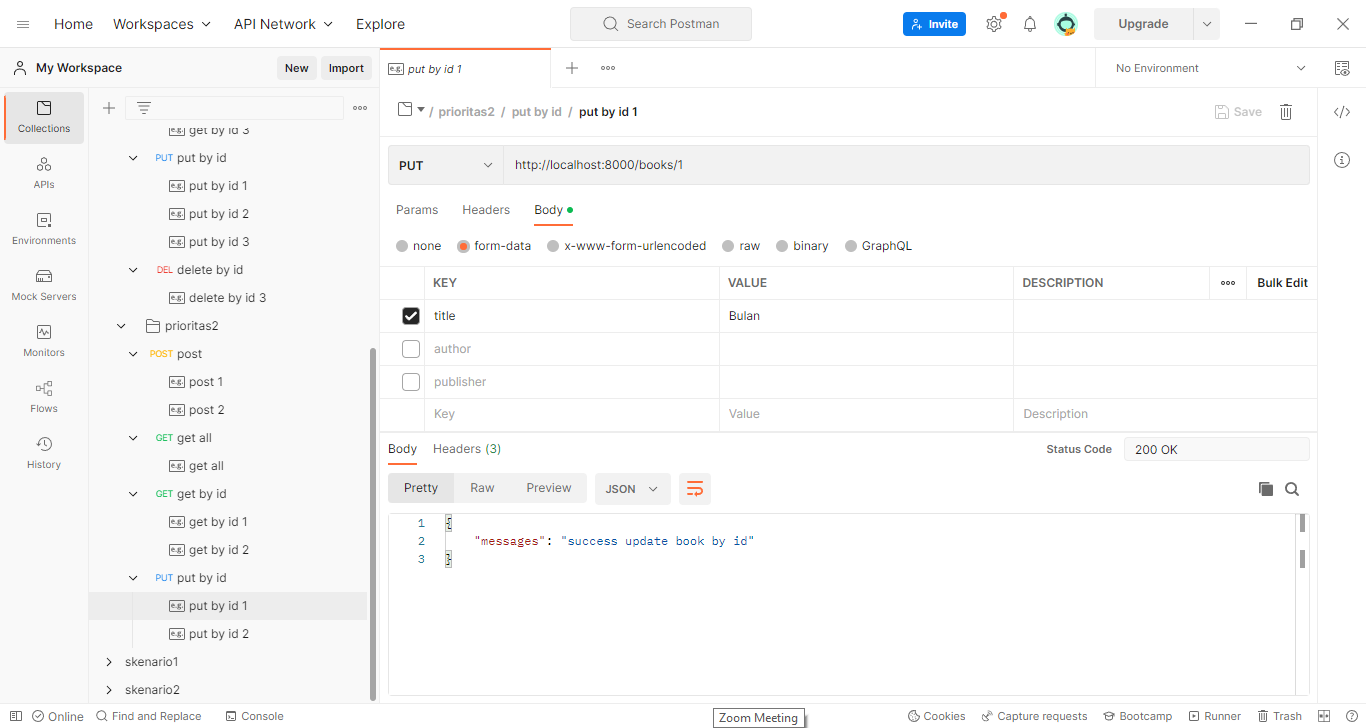 Home Workspaces API Network Explore Search Postman Invite Upgrade
My Workspace New Import
e.g. put by id 1 No Environment
Collections
APIs
Environments
Mock Servers
Monitors
Flows
History
e.g. get by id 3
PUT put by id
e.g. put by id 1
e.g. put by id 2
e.g. put by id 3
DEL delete by id
e.g. delete by id 3
prioritas2
POST post
e.g. post 1
e.g. post 2
GET get all
e.g. get all
GET get by id
e.g. get by id 1
e.g. get by id 2
PUT put by id
e.g. put by id 1
e.g. put by id 2
skenario1
skenario2
/ prioritas2 / put by id / put by id 1 Save
PUT http://localhost:8000/books/1
Params Headers Body
none form-data x-www-form-urlencoded raw binary GraphQL
KEY VALUE DESCRIPTION Bulk Edit
title Bulan
author
publisher
Key Value Description
Body Headers (3) Status Code 200 OK
Pretty Raw Preview JSON
1 {
2 "messages": "success update book by id"
3 }
Online Find and Replace Console Zoom Meeting Cookies Capture requests Bootcamp Runner Trash